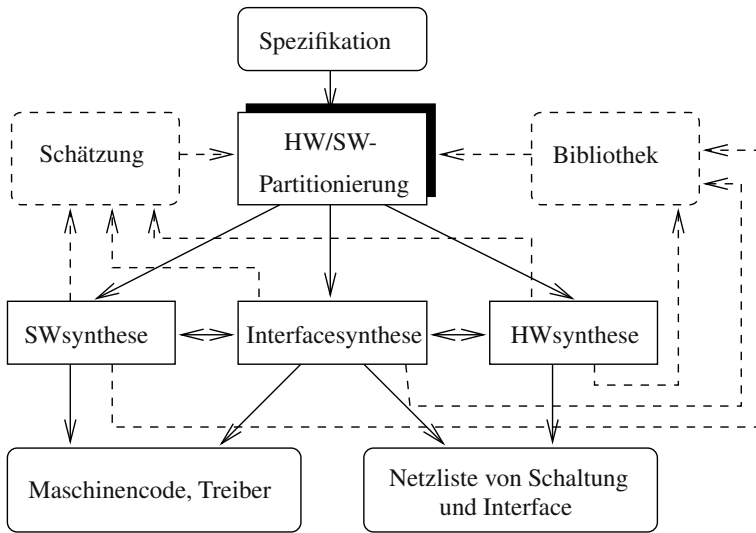 Spezifikation
Schätzung
HW/SW-
Partitionierung
Bibliothek
SWsynthese
Interfacesynthese
HWsynthese
Maschinencode, Treiber
Netzliste von Schaltung
und Interface